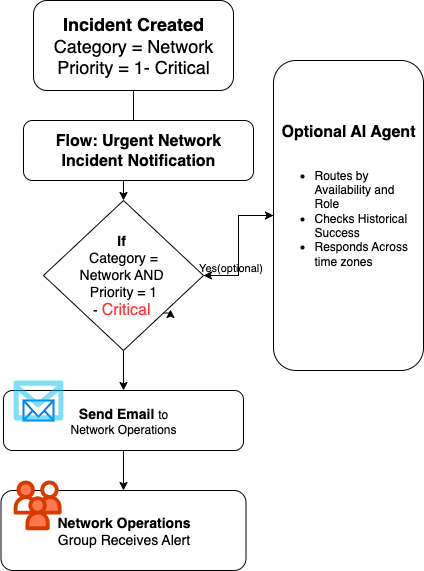 Incident Created
Category = Network
Priority = 1- Critical
Flow: Urgent Network
Incident Notification
If
Category =
Network AND
Priority = 1
- Critical
Yes(optional)
Optional AI Agent
• Routes by
Availability and
Role
• Checks Historical
Success
• Responds Across
time zones
Send Email to
Network Operations
Network Operations
Group Receives Alert